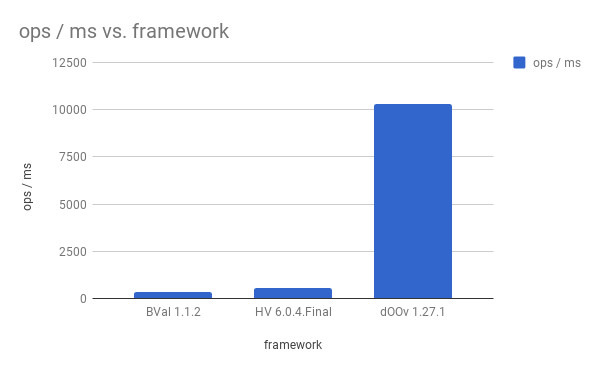 ops / ms vs. framework
ops / ms
12500
10000
7500
5000
2500
0
ops / ms
BVal 1.1.2
HV 6.0.4.Final
dOOv 1.27.1
framework